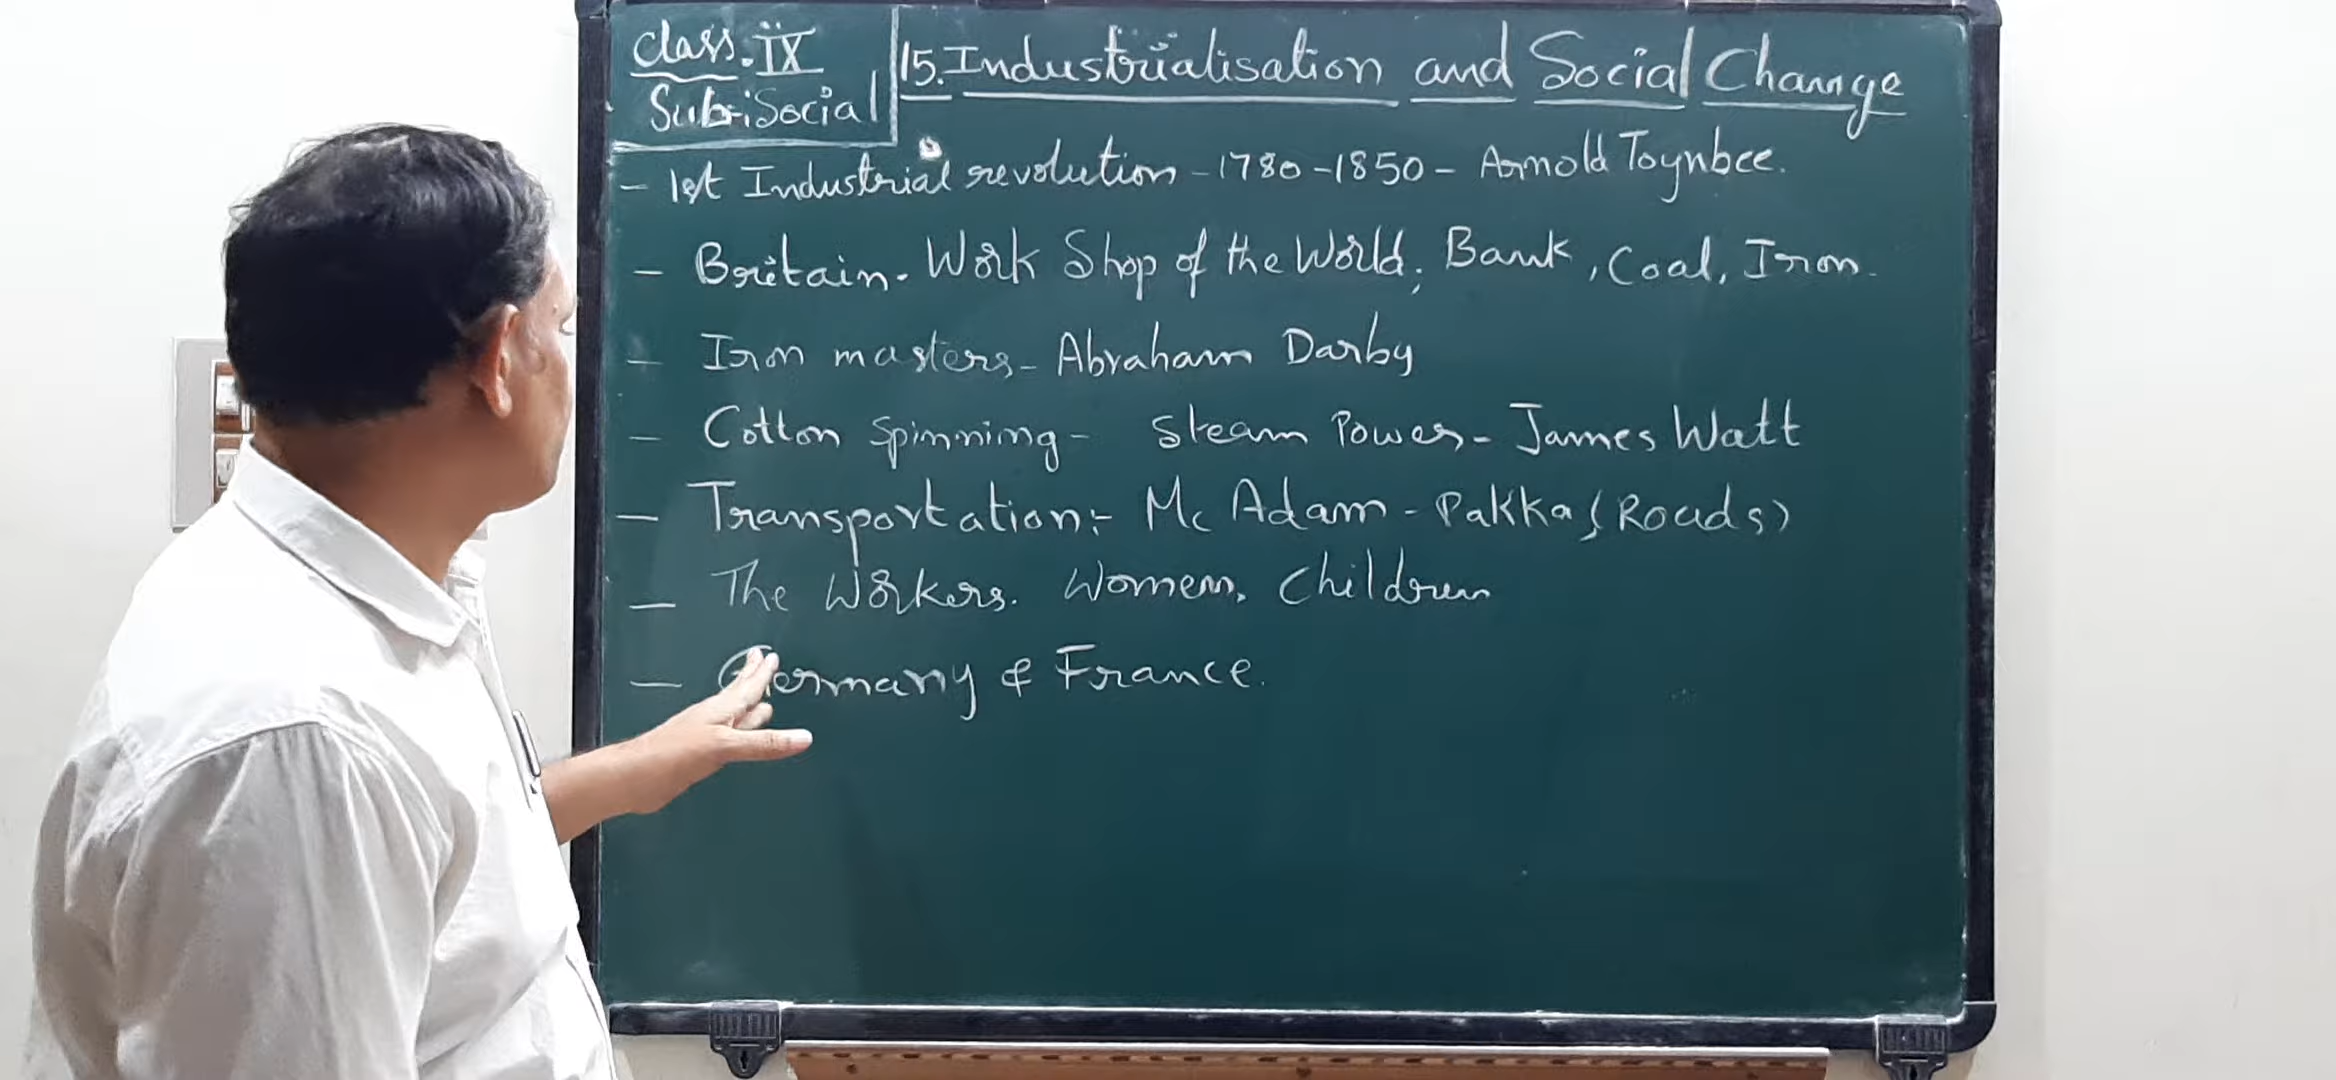 Class. IX
Sub:- Social
15. Industrialisation and Social Change
- 1st Industrial revolution - 1780 - 1850 - Arnold Toynbee.
- Britain. Work Shop of the World; Bank, Coal, Iron.
- Iron masters - Abraham Darby
- Cotton Spinning - Steam Power - James Watt
- Transportation :- Mc Adam - Pakka (Roads)
- The Workers. Women, Children
- Germany & France.